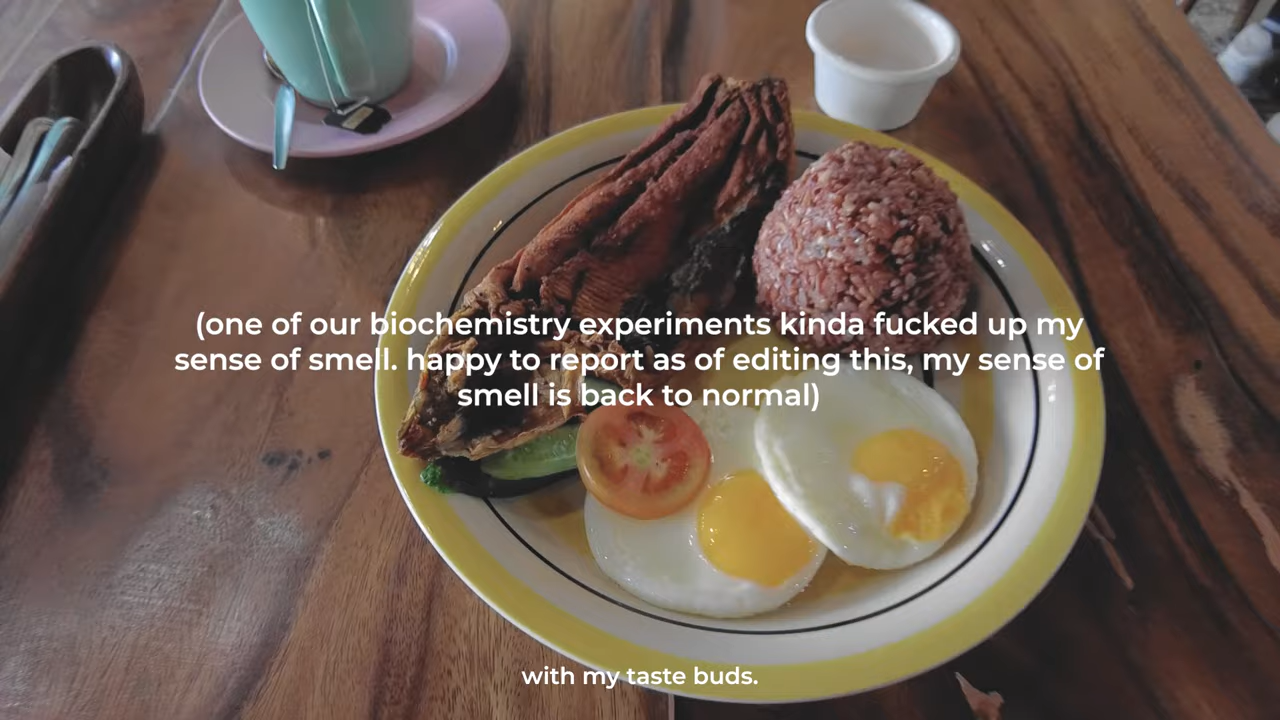 (one of our biochemistry experiments kinda fucked up my
sense of smell. happy to report as of editing this, my sense of
smell is back to normal)
with my taste buds.